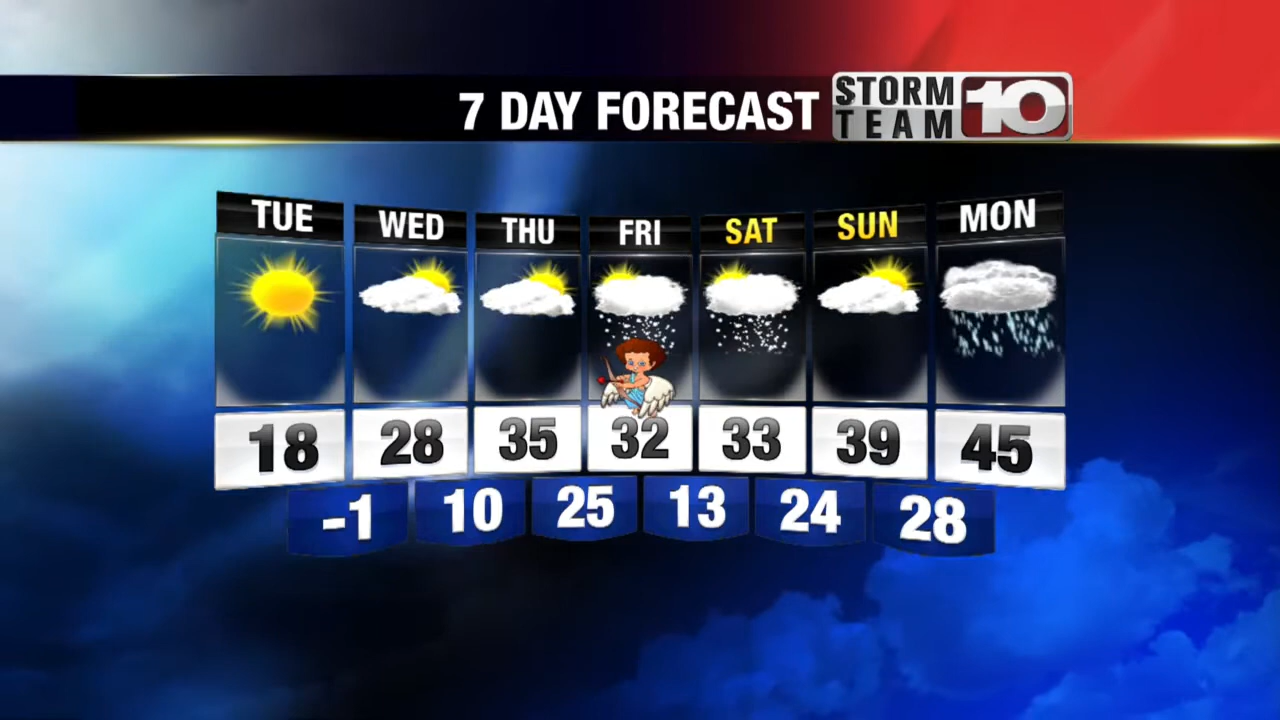 7 DAY FORECAST
STORM TEAM 10
TUE WED THU FRI SAT SUN MON
18 28 35 32 33 39 45
-1 10 25 13 24 28